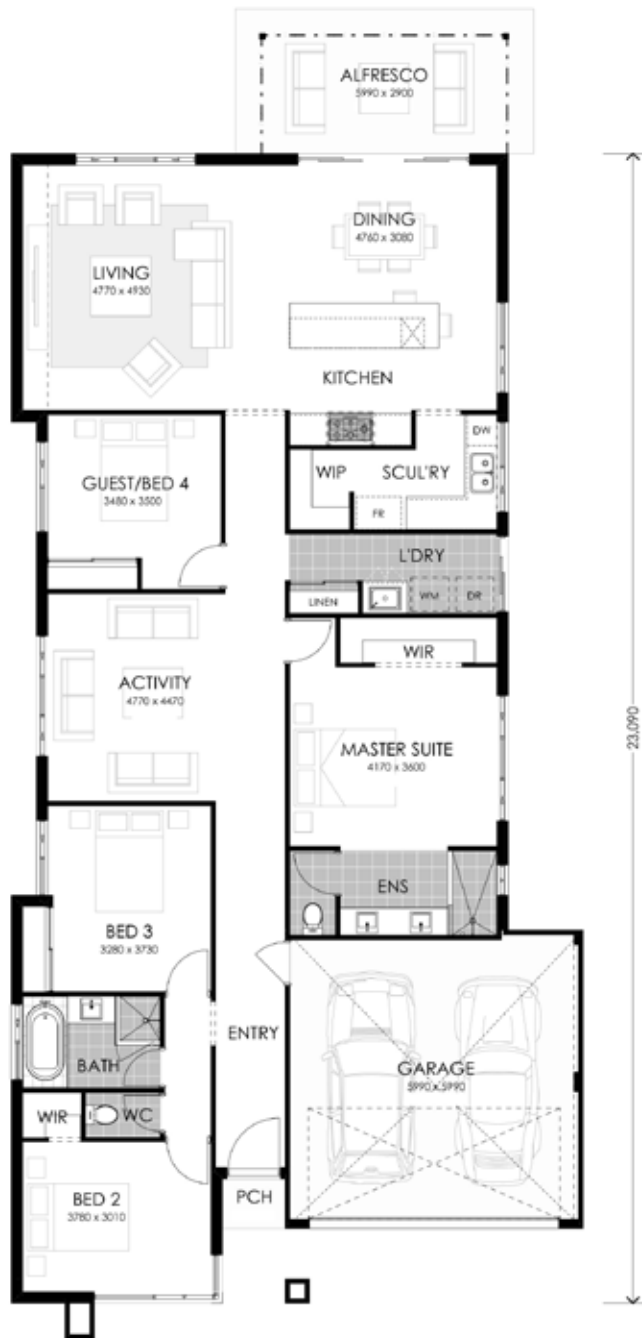 ALFRESCO
5990 x 2900
DINING
4760 x 3080
LIVING
4770 x 4930
KITCHEN
DW
WIP
SCUL'RY
FR
GUEST/BED 4
3480 x 3500
L'DRY
LINEN
WM
DR
WIR
ACTIVITY
4770 x 4470
MASTER SUITE
4170 x 3600
23,090
ENS
BED 3
3280 x 3730
ENTRY
GARAGE
5990 x 5990
BATH
WIR
WC
BED 2
3780 x 3010
PCH